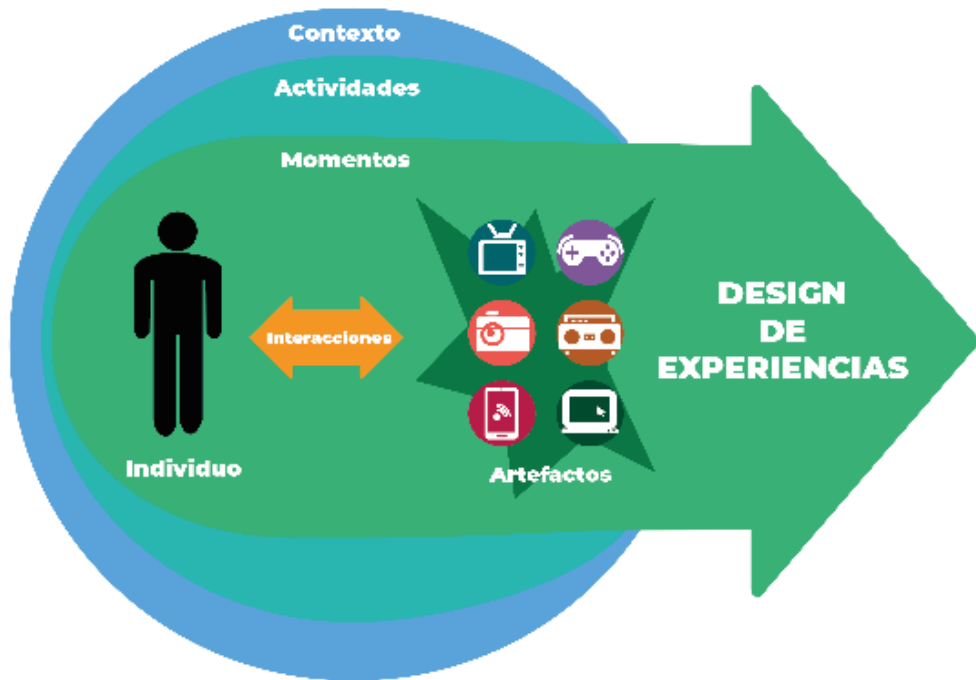 Contexto
Actividades
Momentos
Interacciones
Individuo
Artefactos
DESIGN
DE
EXPERIENCIAS